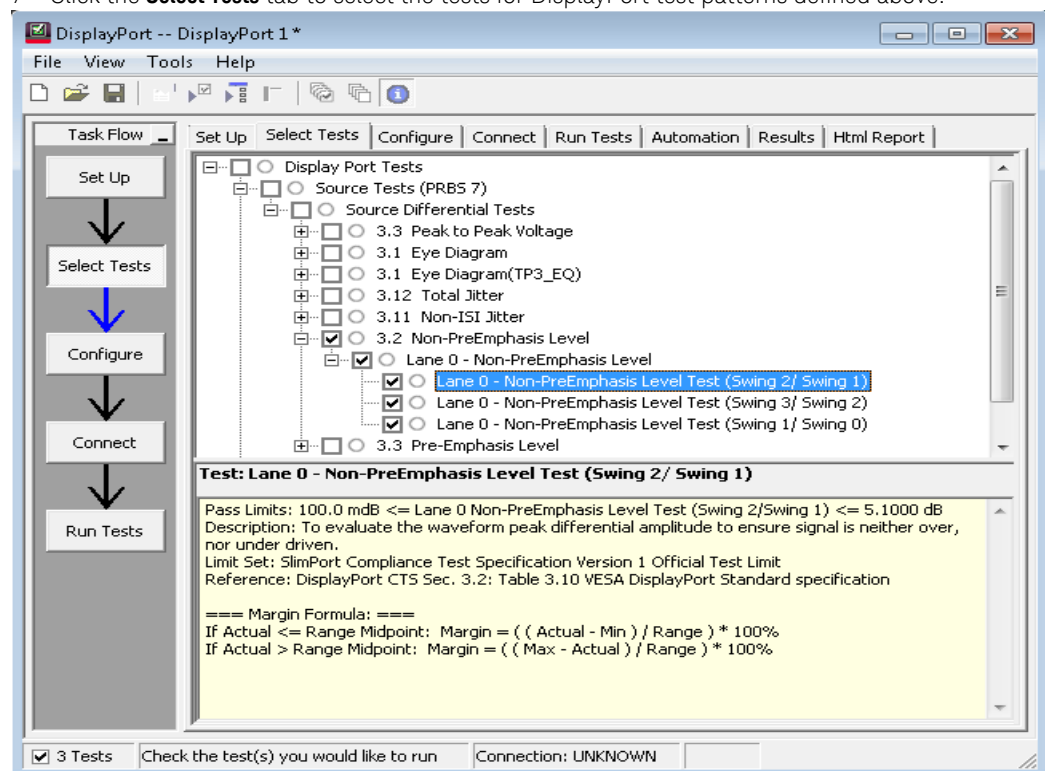 7 Click the Select Tests tab to select the tests for DisplayPort test patterns defined above.
DisplayPort -- DisplayPort 1*
File View Tools Help
Task Flow
Set Up
Select Tests
Configure
Connect
Run Tests
Set Up Select Tests Configure Connect Run Tests Automation Results Html Report
Display Port Tests
Source Tests (PRBS 7)
Source Differential Tests
3.3 Peak to Peak Voltage
3.1 Eye Diagram
3.1 Eye Diagram(TP3_EQ)
3.12 Total Jitter
3.11 Non-ISI Jitter
3.2 Non-PreEmphasis Level
Lane 0 - Non-PreEmphasis Level
Lane 0 - Non-PreEmphasis Level Test (Swing 2/ Swing 1)
Lane 0 - Non-PreEmphasis Level Test (Swing 3/ Swing 2)
Lane 0 - Non-PreEmphasis Level Test (Swing 1/ Swing 0)
3.3 Pre-Emphasis Level
Test: Lane 0 - Non-PreEmphasis Level Test (Swing 2/ Swing 1)
Pass Limits: 100.0 mdB <= Lane 0 Non-PreEmphasis Level Test (Swing 2/Swing 1) <= 5.1000 dB
Description: To evaluate the waveform peak differential amplitude to ensure signal is neither over,
nor under driven.
Limit Set: SlimPort Compliance Test Specification Version 1 Official Test Limit
Reference: DisplayPort CTS Sec. 3.2: Table 3.10 VESA DisplayPort Standard specification
=== Margin Formula: ===
If Actual <= Range Midpoint: Margin = ( ( Actual - Min ) / Range ) * 100%
If Actual > Range Midpoint: Margin = ( ( Max - Actual ) / Range ) * 100%
3 Tests Check the test(s) you would like to run Connection: UNKNOWN